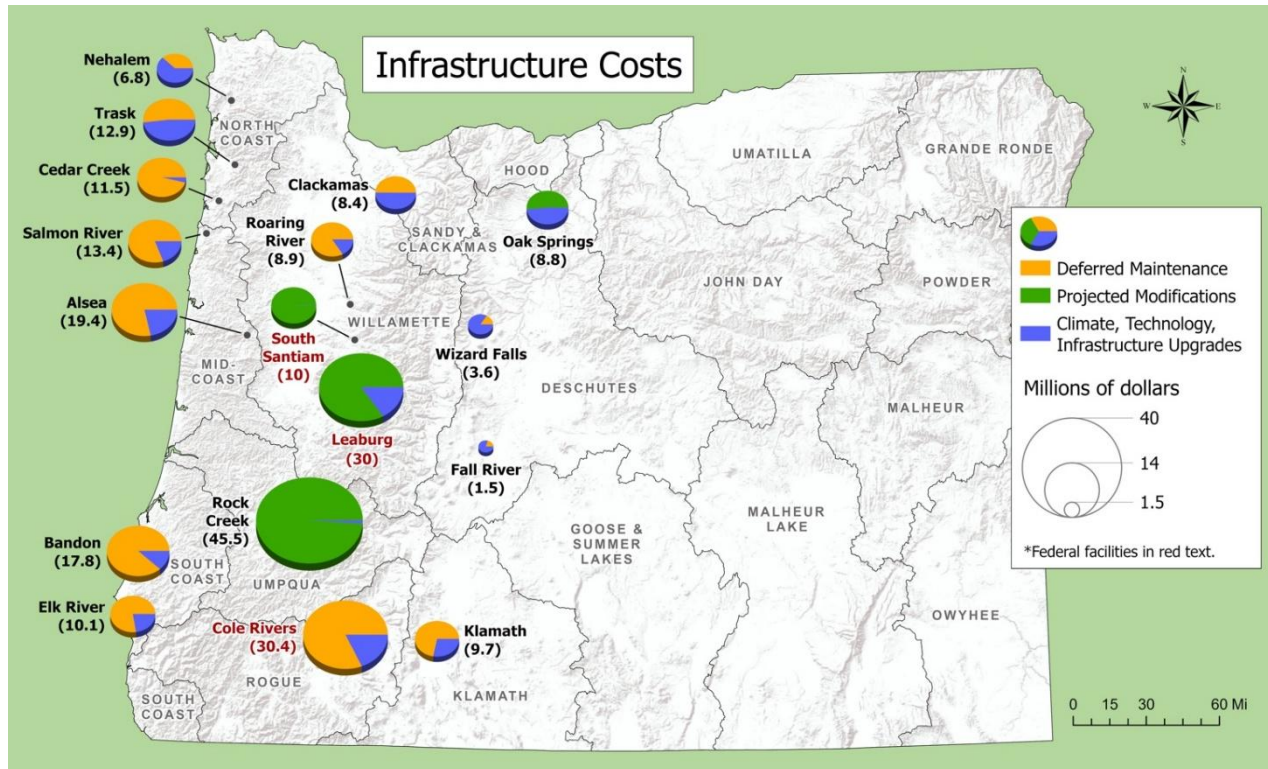 Infrastructure Costs
Nehalem
(6.8)
Trask
(12.9)
Cedar Creek
(11.5)
Salmon River
(13.4)
Alsea
(19.4)
NORTH
COAST
Clackamas
(8.4)
Roaring
River
(8.9)
SANDY &
CLACKAMAS
HOOD
Oak Springs
(8.8)
UMATILLA
GRANDE RONDE
JOHN DAY
POWDER
South
Santiam
(10)
WILLAMETTE
MID-
COAST
Leaburg
(30)
Wizard Falls
(3.6)
DESCHUTES
MALHEUR
Fall River
(1.5)
Rock
Creek
(45.5)
UMPQUA
GOOSE &
SUMMER
LAKES
MALHEUR
LAKE
Bandon
(17.8)
SOUTH
COAST
Elk River
(10.1)
Cole Rivers
(30.4)
ROGUE
Klamath
(9.7)
KLAMATH
OWYHEE
SOUTH
COAST
N
W
E
S
Deferred Maintenance
Projected Modifications
Climate, Technology,
Infrastructure Upgrades
Millions of dollars
40
14
1.5
*Federal facilities in red text.
0 15 30 60 Mi